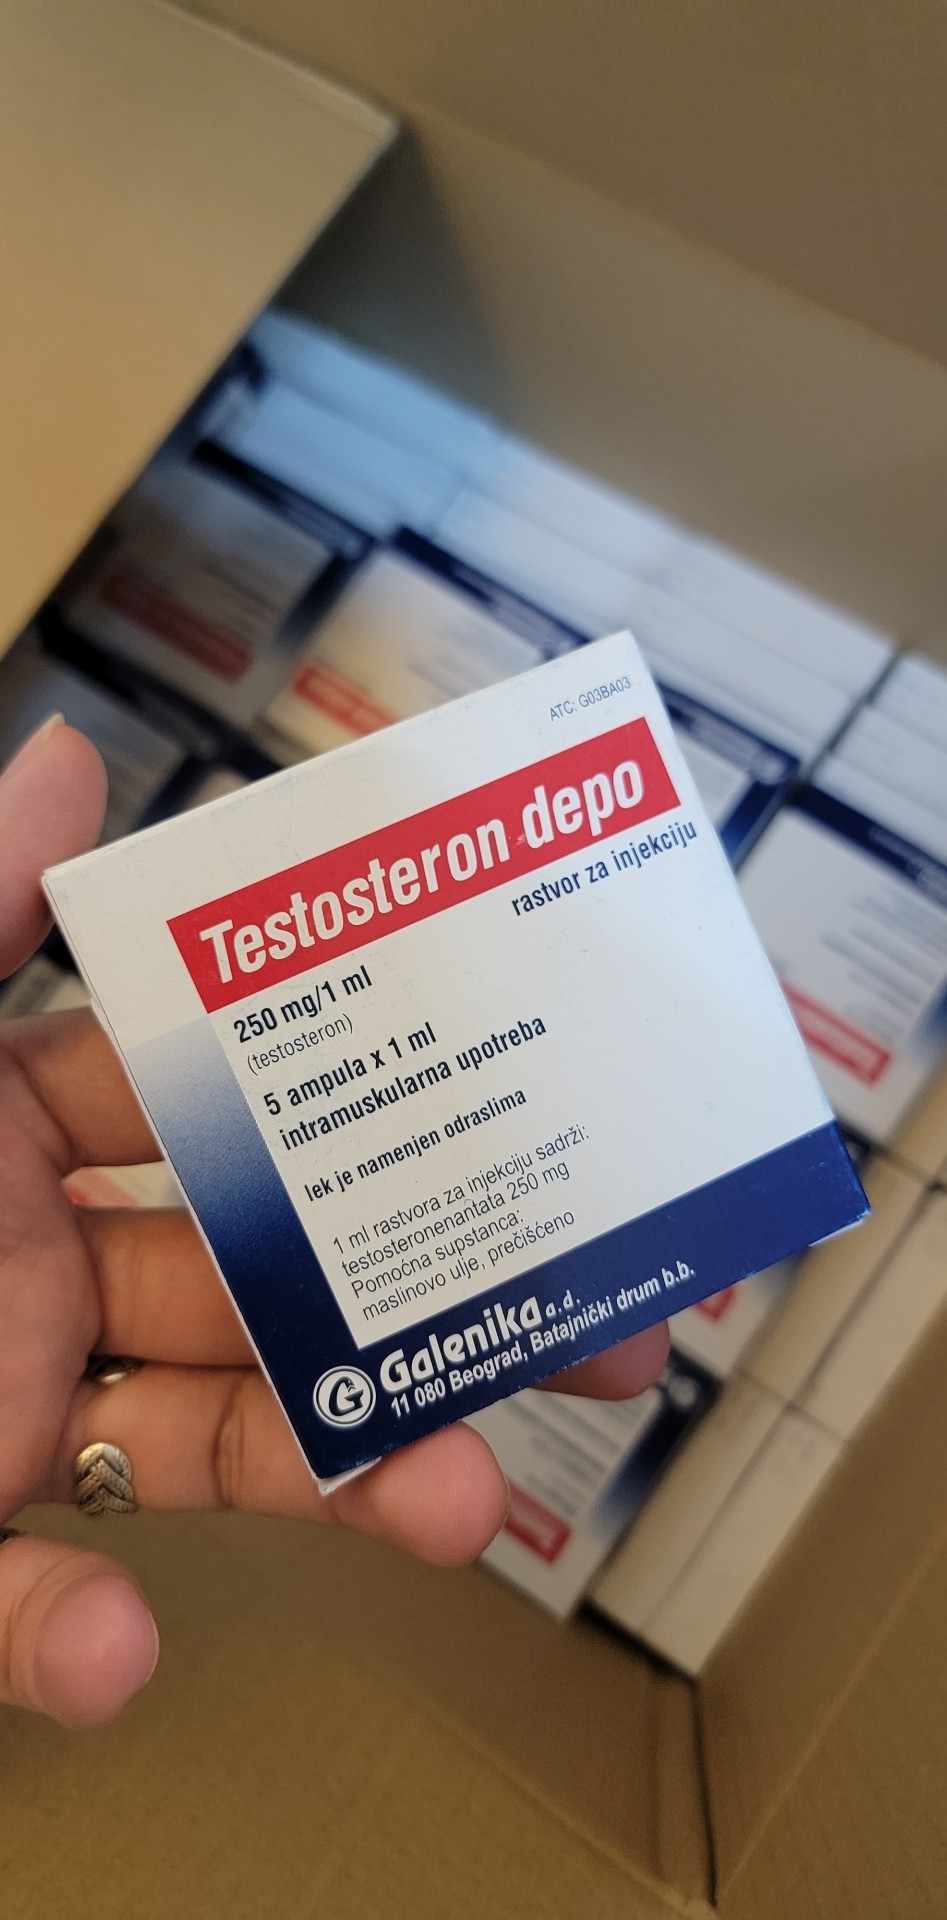 ATC: G03BA03
Testosteron depo
rastvor za injekciju
250 mg/1 ml
(testosteron)
5 ampula x 1 ml
intramuskularna upotreba
lek je namenjen odraslima
1 ml rastvora za injekciju sadrži:
testosteronenantata 250 mg
Pomoćna supstanca:
maslinovo ulje, prečišćeno
Galenika a.d.
11 080 Beograd, Batajnički drum b.b.